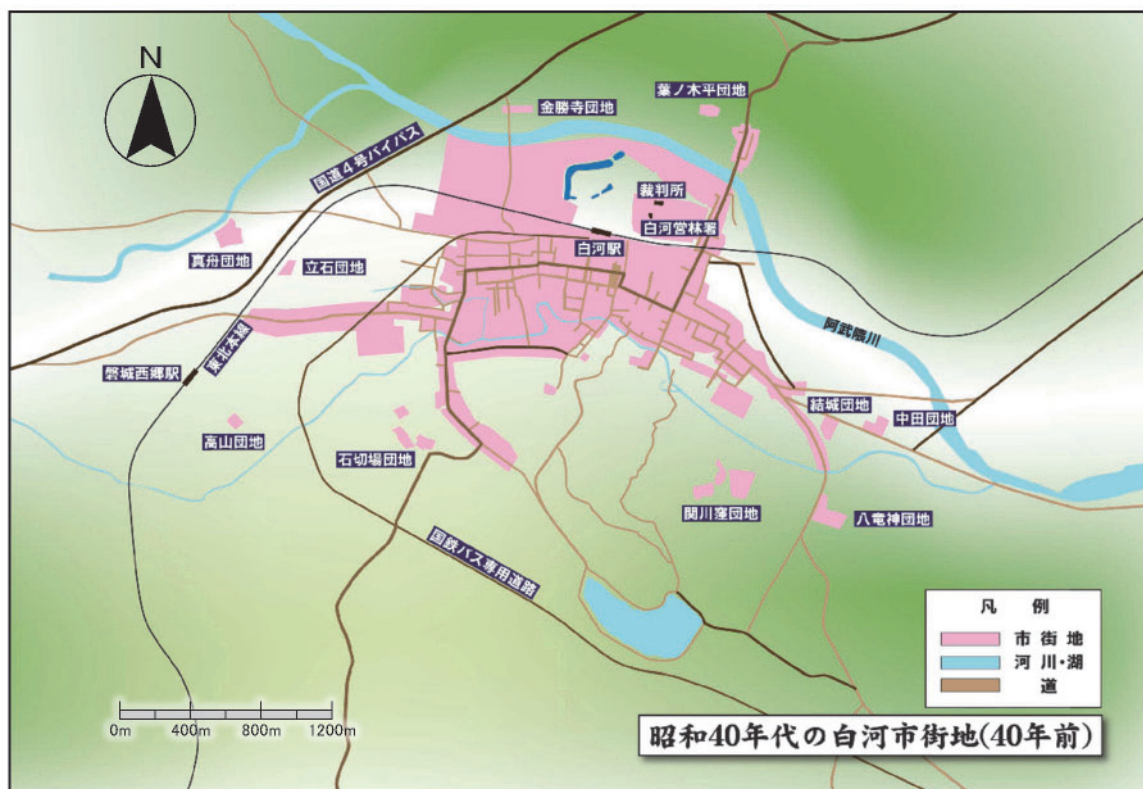 N
金勝寺団地
葉ノ木平団地
国道4号バイパス
裁判所
白河営林署
白河駅
真舟団地
立石団地
阿武隈川
東北本線
磐城西郷駅
結城団地
中田団地
高山団地
石切場団地
関川窪団地
八竜神団地
国鉄バス専用道路
凡 例
市街地
河川・湖
道
0m 400m 800m 1200m
昭和40年代の白河市街地(40年前)